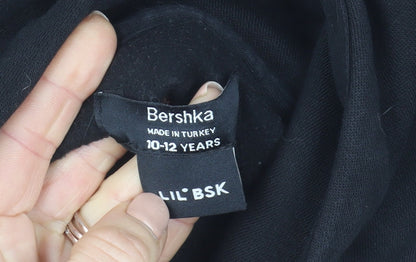 Bershka
MADE IN TURKEY
10-12 YEARS
LIL' BSK